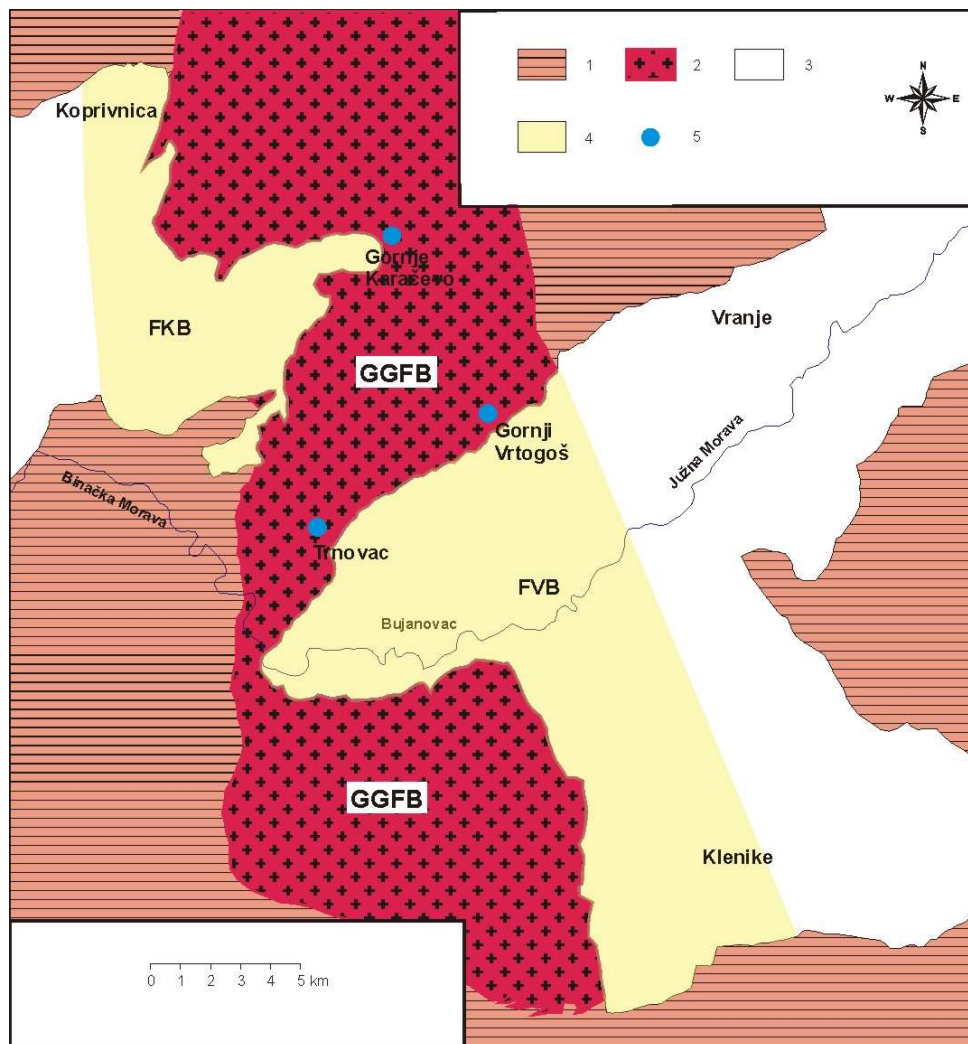 1
2
3
4
5
N
W
E
S
Koprivnica
Gornje
Karačevo
FKB
Vranje
GGFB
Gornji
Vrtogoš
Južna Morava
Binačka Morava
Trnovac
FVB
Bujanovac
GGFB
Klenike
0 1 2 3 4 5 km